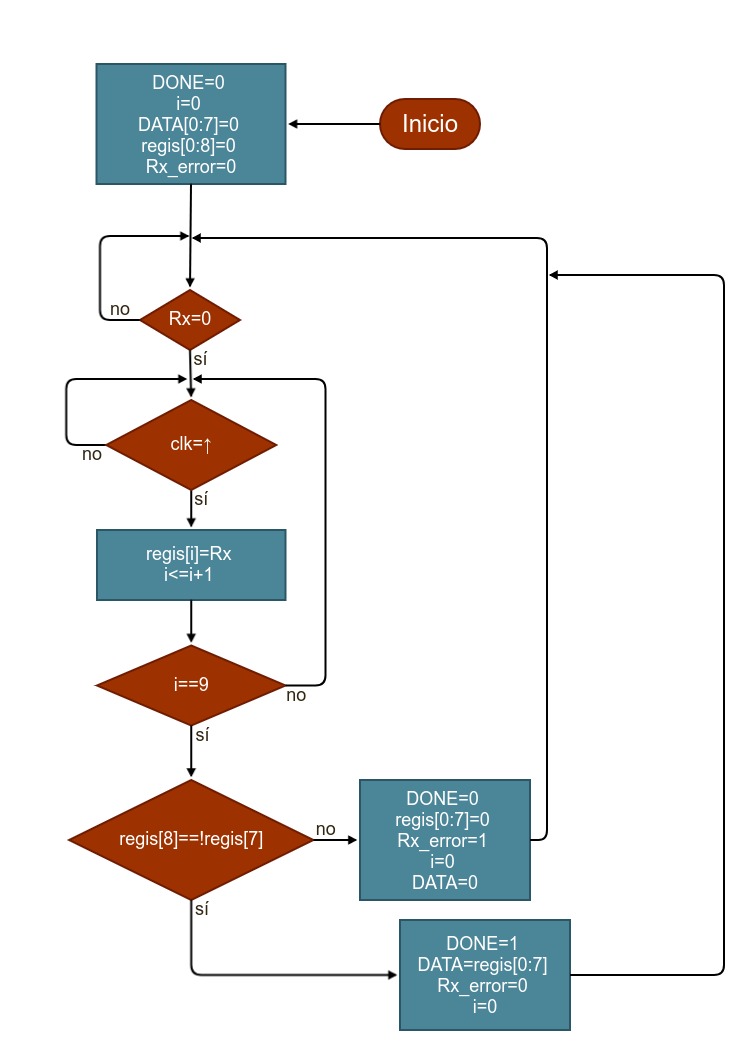 DONE=0
i=0
DATA[0:7]=0
regis[0:8]=0
Rx_error=0
Inicio
Rx=0
no
sí
clk=↑
no
sí
regis[i]=Rx
i<=i+1
i==9
no
sí
regis[8]==!regis[7]
no
sí
DONE=0
regis[0:7]=0
Rx_error=1
i=0
DATA=0
DONE=1
DATA=regis[0:7]
Rx_error=0
i=0